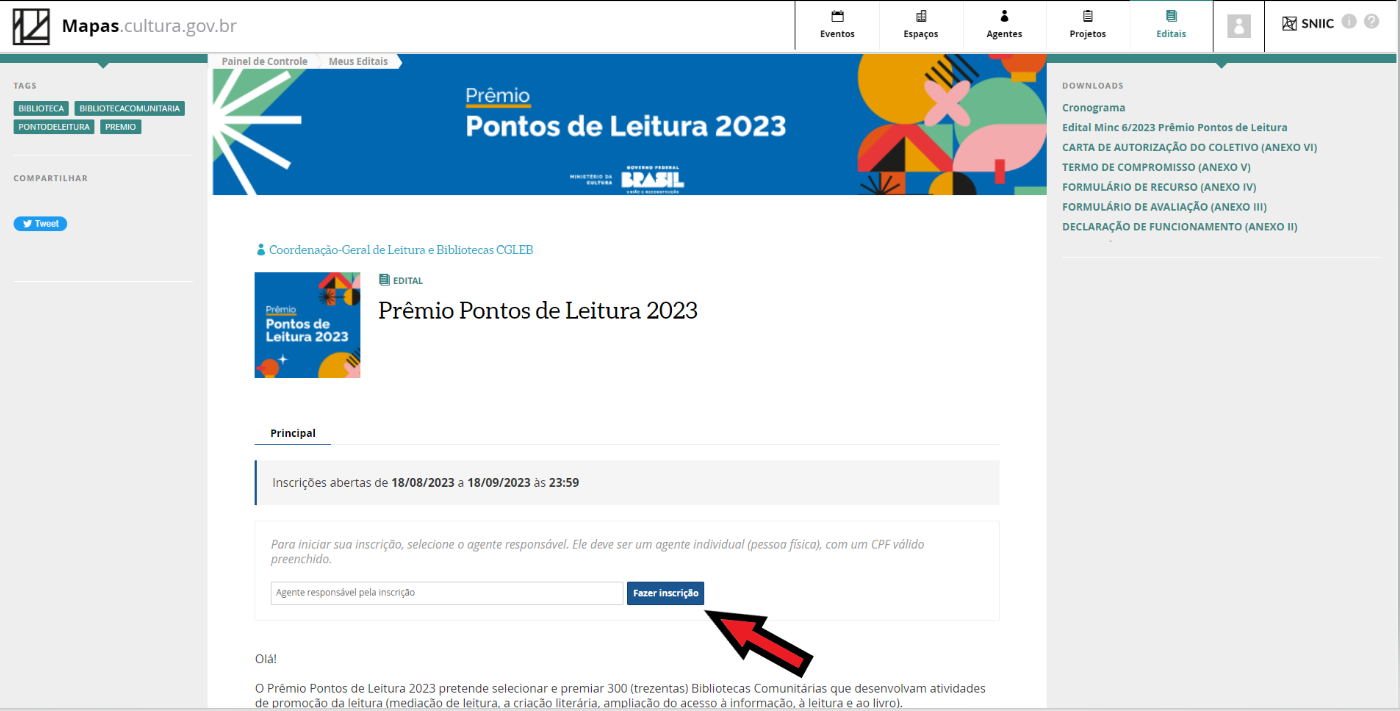 Mapas.cultura.gov.br
Eventos
Espaços
Agentes
Projetos
Editais
SNIIC
TAGS
BIBLIOTECA
BIBLIOTECACOMUNITARIA
PONTODELEITURA
PREMIO
COMPARTILHAR
Tweet
Painel de Controle
Meus Editais
Prêmio
Pontos de Leitura 2023
MINISTÉRIO DA
CULTURA
GOVERNO FEDERAL
BRASIL
UNIÃO E RECONSTRUÇÃO
Coordenação-Geral de Leitura e Bibliotecas CGLEB
Prêmio
Pontos de
Leitura 2023
EDITAL
Prêmio Pontos de Leitura 2023
Principal
Inscrições abertas de 18/08/2023 a 18/09/2023 às 23:59
Para iniciar sua inscrição, selecione o agente responsável. Ele deve ser um agente individual (pessoa física), com um CPF válido
preenchido.
Agente responsável pela inscrição
Fazer inscrição
Olá!
O Prêmio Pontos de Leitura 2023 pretende selecionar e premiar 300 (trezentas) Bibliotecas Comunitárias que desenvolvam atividades
de promoção da leitura (mediação de leitura, a criação literária, ampliação do acesso à informação, à leitura e ao livro).
DOWNLOADS
Cronograma
Edital Minc 6/2023 Prêmio Pontos de Leitura
CARTA DE AUTORIZAÇÃO DO COLETIVO (ANEXO VI)
TERMO DE COMPROMISSO (ANEXO V)
FORMULÁRIO DE RECURSO (ANEXO IV)
FORMULÁRIO DE AVALIAÇÃO (ANEXO III)
DECLARAÇÃO DE FUNCIONAMENTO (ANEXO II)